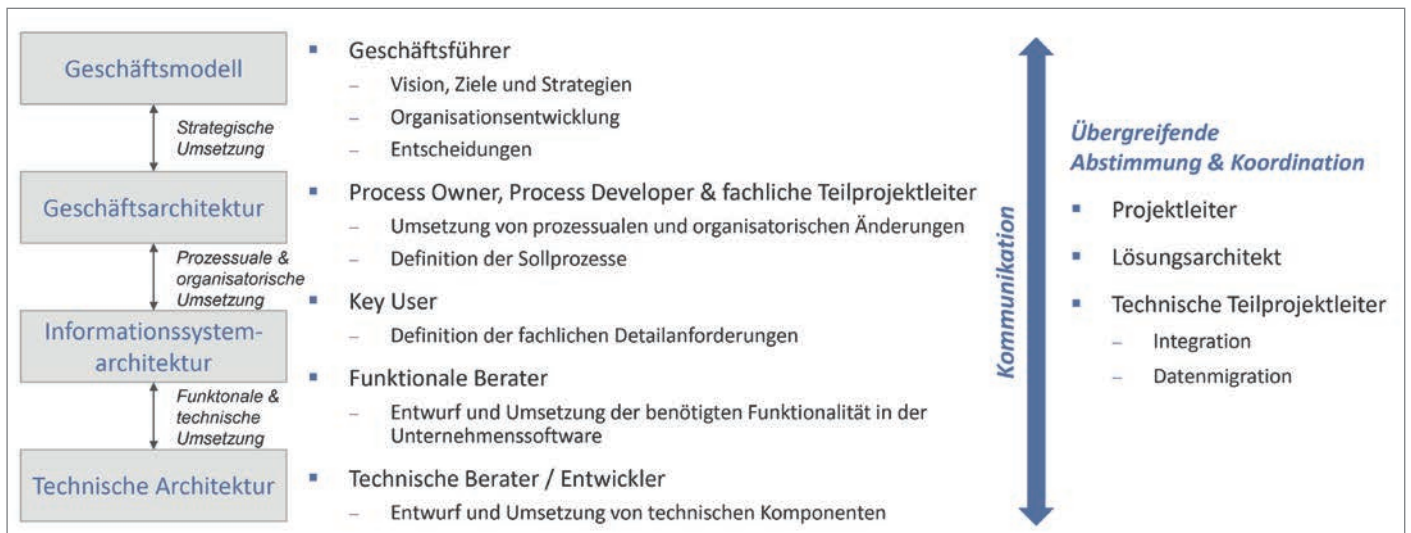 Geschäftsmodell
Strategische
Umsetzung
Geschäftsarchitektur
Prozessuale &
organisatorische
Umsetzung
Informationssystem-
architektur
Funktonale &
technische
Umsetzung
Technische Architektur
▪ Geschäftsführer
– Vision, Ziele und Strategien
– Organisationsentwicklung
– Entscheidungen
▪ Process Owner, Process Developer & fachliche Teilprojektleiter
– Umsetzung von prozessualen und organisatorischen Änderungen
– Definition der Sollprozesse
▪ Key User
– Definition der fachlichen Detailanforderungen
▪ Funktionale Berater
– Entwurf und Umsetzung der benötigten Funktionalität in der
Unternehmenssoftware
▪ Technische Berater / Entwickler
– Entwurf und Umsetzung von technischen Komponenten
Kommunikation
Übergreifende
Abstimmung & Koordination
▪ Projektleiter
▪ Lösungsarchitekt
▪ Technische Teilprojektleiter
– Integration
– Datenmigration